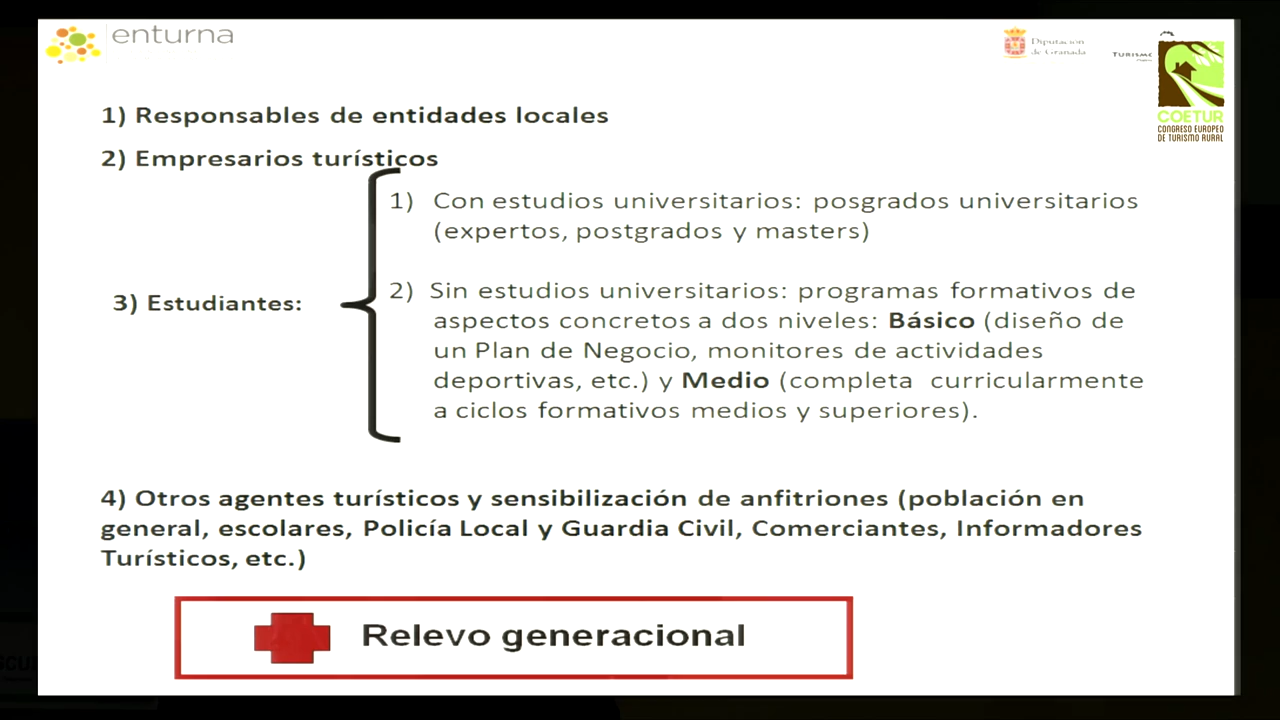 enturna
Diputación
de Granada
TURISMO
COETUR
CONGRESO EUROPEO
DE TURISMO RURAL
1) Responsables de entidades locales
2) Empresarios turísticos
1) Con estudios universitarios: posgrados universitarios
(expertos, postgrados y masters)
3) Estudiantes:
2) Sin estudios universitarios: programas formativos de
aspectos concretos a dos niveles: Básico (diseño de
un Plan de Negocio, monitores de actividades
deportivas, etc.) y Medio (completa curricularmente
a ciclos formativos medios y superiores).
4) Otros agentes turísticos y sensibilización de anfitriones (población en
general, escolares, Policía Local y Guardia Civil, Comerciantes, Informadores
Turísticos, etc.)
Relevo generacional